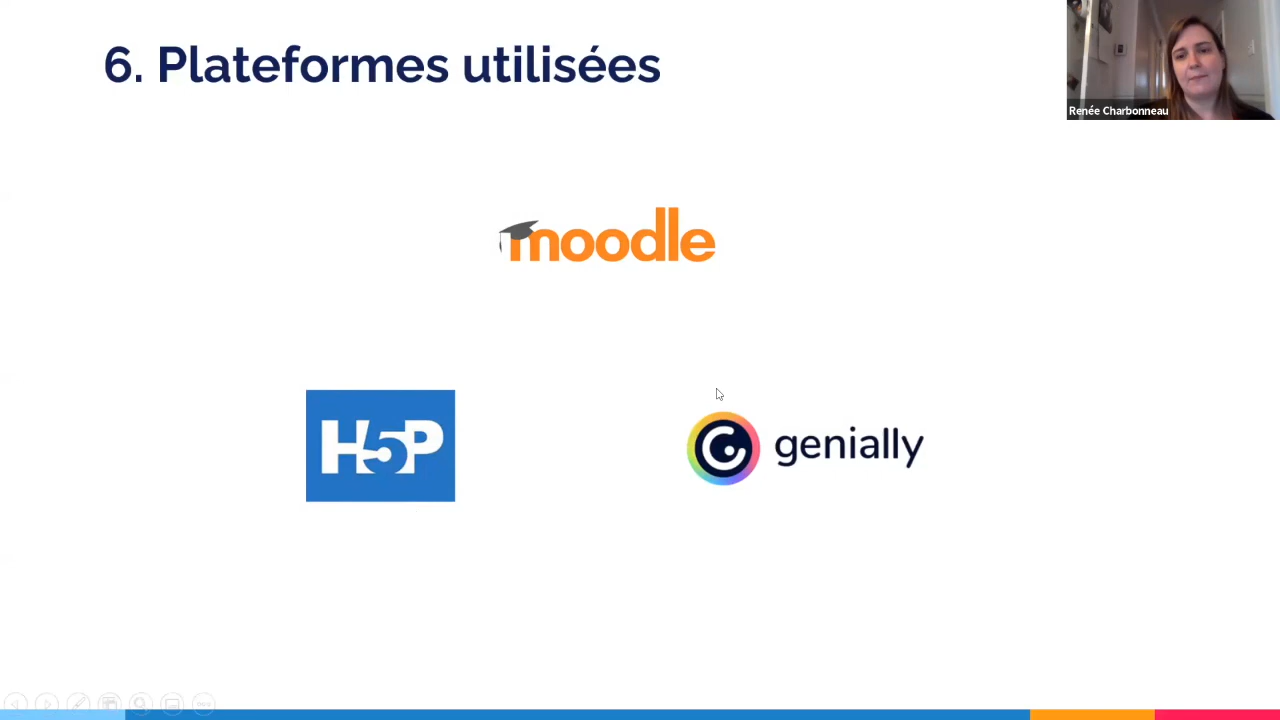 6. Plateformes utilisées
Renée Charbonneau
moodle
H5P
genially